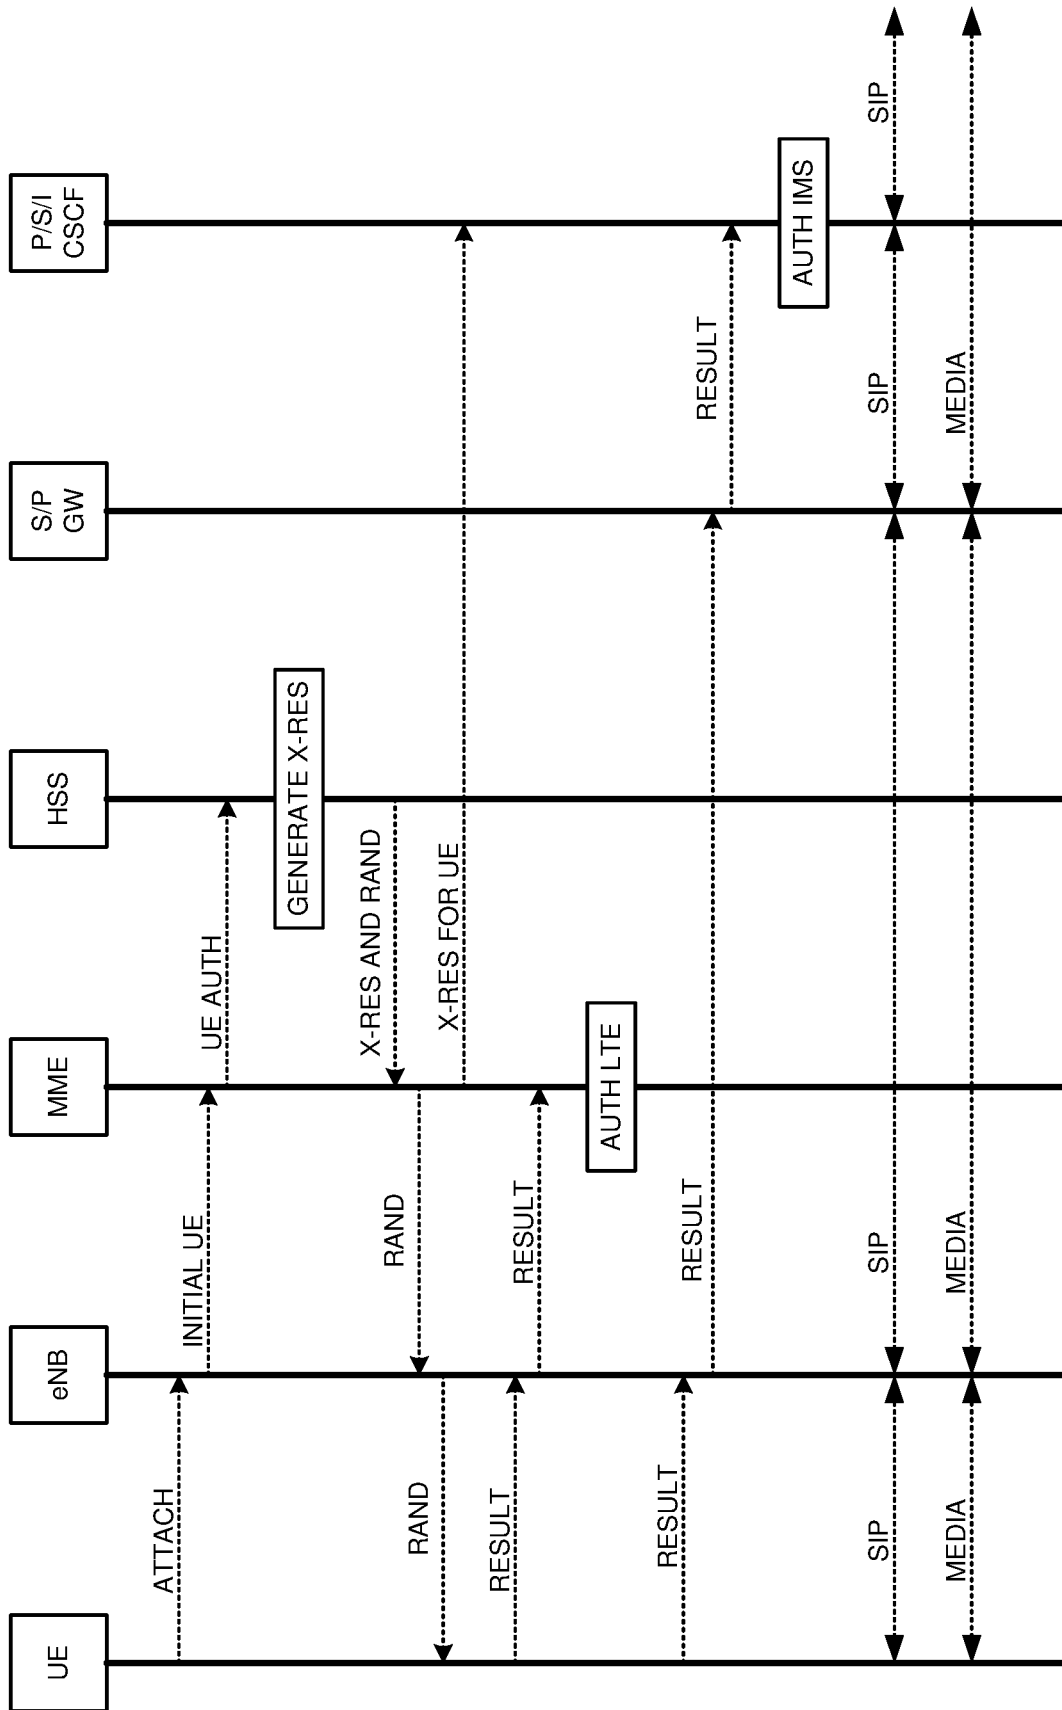 UE
eNB
MME
HSS
S/P
GW
P/S/I
CSCF
ATTACH
INITIAL UE
UE AUTH
GENERATE X-RES
X-RES AND RAND
RAND
RAND
X-RES FOR UE
RESULT
RESULT
AUTH LTE
RESULT
RESULT
RESULT
AUTH IMS
SIP
SIP
SIP
SIP
MEDIA
MEDIA
MEDIA